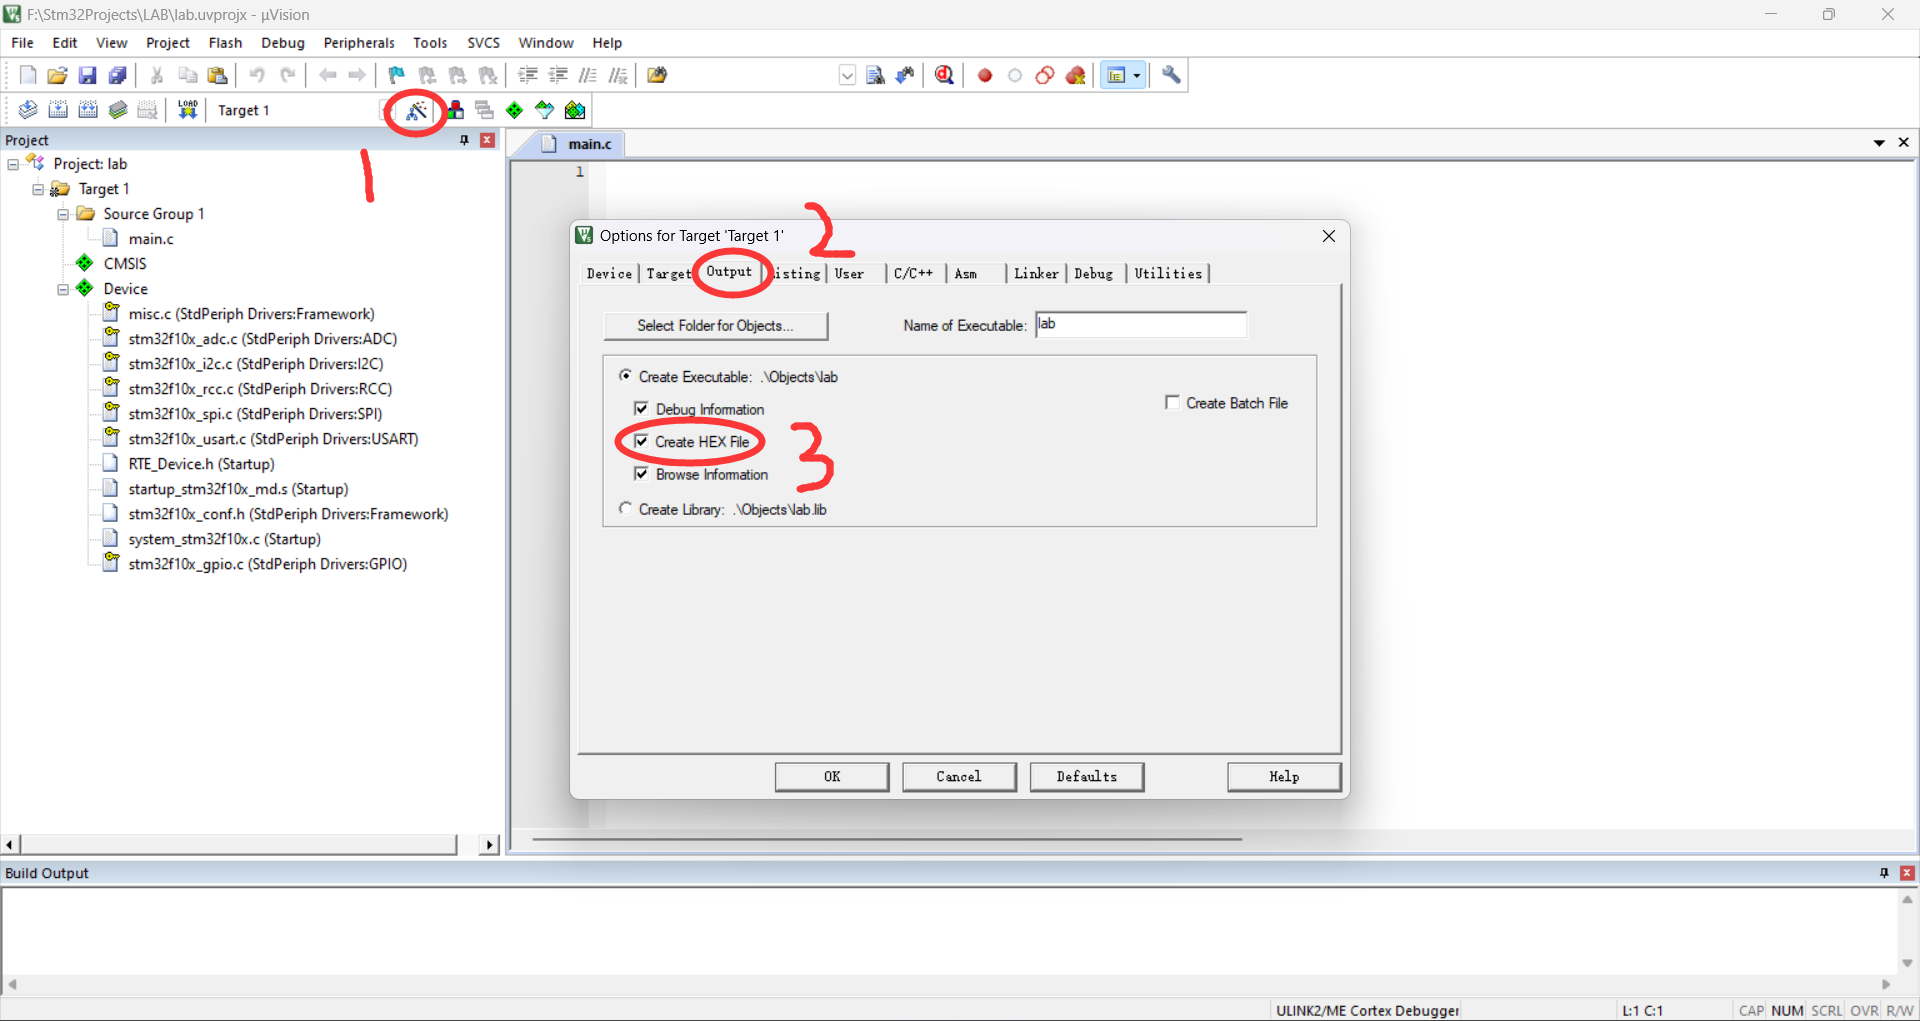 F:\Stm32Projects\LAB\lab.uvprojx - µVision
File Edit View Project Flash Debug Peripherals Tools SVCS Window Help
LOAD Target 1
Project
1
main.c
1
Project: lab
Target 1
Source Group 1
main.c
CMSIS
Device
misc.c (StdPeriph Drivers:Framework)
stm32f10x_adc.c (StdPeriph Drivers:ADC)
stm32f10x_i2c.c (StdPeriph Drivers:I2C)
stm32f10x_rcc.c (StdPeriph Drivers:RCC)
stm32f10x_spi.c (StdPeriph Drivers:SPI)
stm32f10x_usart.c (StdPeriph Drivers:USART)
RTE_Device.h (Startup)
startup_stm32f10x_md.s (Startup)
stm32f10x_conf.h (StdPeriph Drivers:Framework)
system_stm32f10x.c (Startup)
stm32f10x_gpio.c (StdPeriph Drivers:GPIO)
Options for Target 'Target 1'
2
Device Target Output Listing User C/C++ Asm Linker Debug Utilities
Select Folder for Objects... Name of Executable: lab
Create Executable: .\Objects\lab
Debug Information Create Batch File
Create HEX File
3
Browse Information
Create Library: .\Objects\lab.lib
OK Cancel Defaults Help
Build Output
ULINK2/ME Cortex Debugger L:1 C:1 CAP NUM SCRL OVR R/W